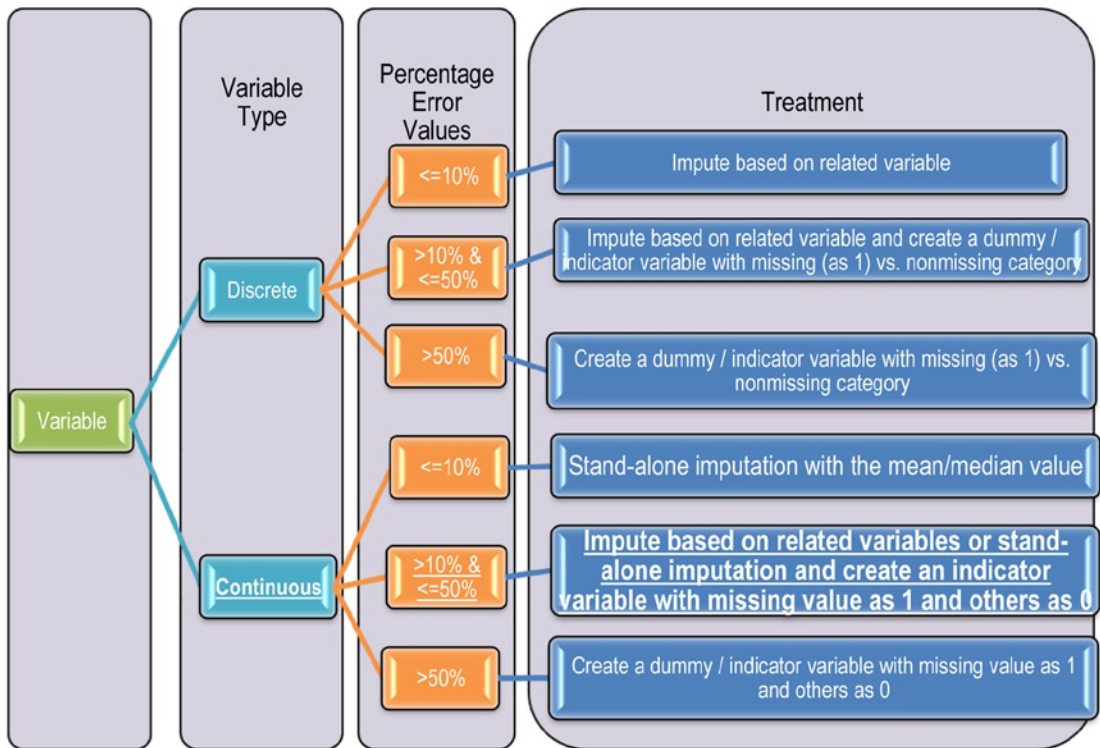 Variable
Type
Percentage
Error
Values
Treatment
<=10%
Impute based on related variable
>10% &
<=50%
Impute based on related variable and create a dummy /
indicator variable with missing (as 1) vs. nonmissing category
Discrete
>50%
Create a dummy / indicator variable with missing (as 1) vs.
nonmissing category
Variable
<=10%
Stand-alone imputation with the mean/median value
Continuous
>10% &
<=50%
Impute based on related variables or stand-
alone imputation and create an indicator
variable with missing value as 1 and others as 0
>50%
Create a dummy / indicator variable with missing value as 1
and others as 0